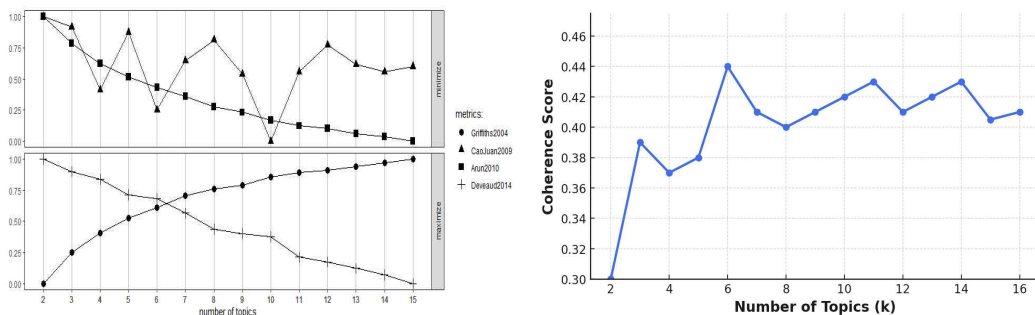 1.00
0.75
0.50
0.25
0.00
minimize
1.00
0.75
0.50
0.25
0.00
maximize
2 3 4 5 6 7 8 9 10 11 12 13 14 15
number of topics
metrics:
Griffiths2004
CaoJuan2009
Arun2010
Deveaud2014
Coherence Score
0.46
0.44
0.42
0.40
0.38
0.36
0.34
0.32
0.30
2 4 6 8 10 12 14 16
Number of Topics (k)